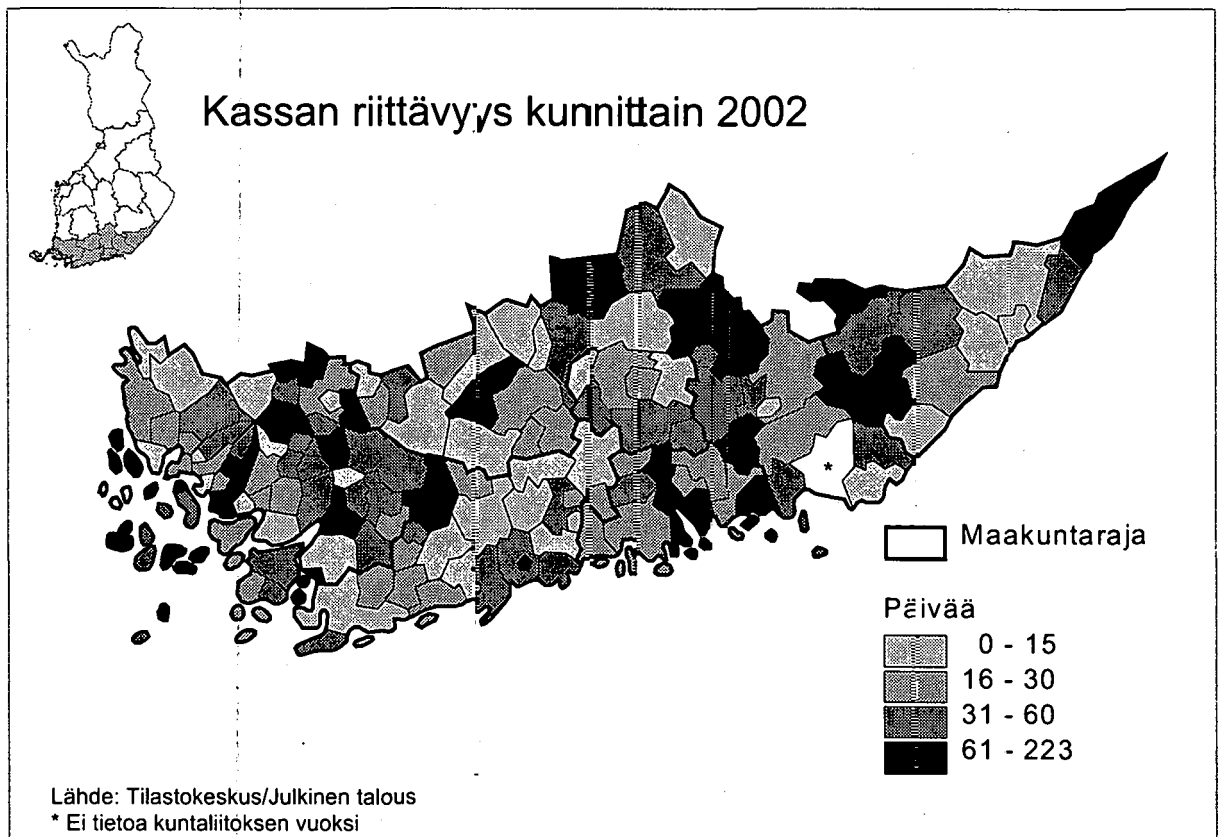 Kassan riittävyys kunnittain 2002
*
Maakuntaraja
Päivää
0 - 15
16 - 30
31 - 60
61 - 223
Lähde: Tilastokeskus/Julkinen talous
* Ei tietoa kuntaliitoksen vuoksi